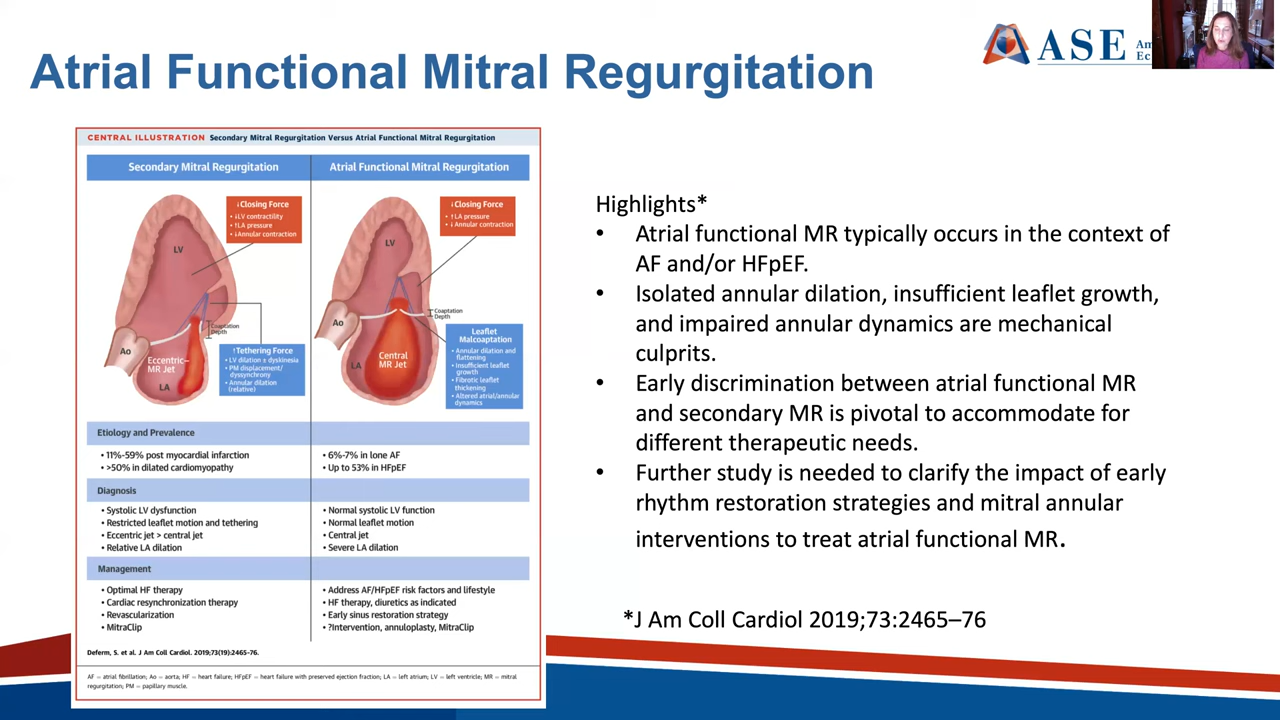 Atrial Functional Mitral Regurgitation
ASE
CENTRAL ILLUSTRATION Secondary Mitral Regurgitation Versus Atrial Functional Mitral Regurgitation
Secondary Mitral Regurgitation
↓Closing Force
• ↓LV contractility
• ↑LA pressure
• ↓Annular contraction
LV
Coaptation
Depth
Ao
Eccentric
MR Jet
LA
↑Tethering Force
• LV dilation ± dyskinesia
• PM displacement/
dyssynchrony
• Annular dilation
(relative)
Atrial Functional Mitral Regurgitation
↓Closing Force
• ↑LA pressure
• ↓ Annular contraction
LV
Coaptation
Depth
Ao
Central
MR Jet
LA
Leaflet
Malcoaptation
• Annular dilation and
flattening
• Insufficient leaflet
growth
• Fibrotic leaflet
thickening
• Altered atrial/annular
dynamics
Etiology and Prevalence
• 11%-59% post myocardial infarction
• >50% in dilated cardiomyopathy
• 6%-7% in lone AF
• Up to 53% in HFpEF
Diagnosis
• Systolic LV dysfunction
• Restricted leaflet motion and tethering
• Eccentric jet > central jet
• Relative LA dilation
• Normal systolic LV function
• Normal leaflet motion
• Central jet
• Severe LA dilation
Management
• Optimal HF therapy
• Cardiac resynchronization therapy
• Revascularization
• MitraClip
• Address AF/HFpEF risk factors and lifestyle
• HF therapy, diuretics as indicated
• Early sinus restoration strategy
• ?Intervention, annuloplasty, MitraClip
Deferm, S. et al. J Am Coll Cardiol. 2019;73(19):2465-76.
AF = atrial fibrillation; Ao = aorta; HF = heart failure; HFpEF = heart failure with preserved ejection fraction; LA = left atrium; LV = left ventricle; MR = mitral
regurgitation; PM = papillary muscle.
Highlights*
• Atrial functional MR typically occurs in the context of
AF and/or HFpEF.
• Isolated annular dilation, insufficient leaflet growth,
and impaired annular dynamics are mechanical
culprits.
• Early discrimination between atrial functional MR
and secondary MR is pivotal to accommodate for
different therapeutic needs.
• Further study is needed to clarify the impact of early
rhythm restoration strategies and mitral annular
interventions to treat atrial functional MR.
*J Am Coll Cardiol 2019;73:2465–76